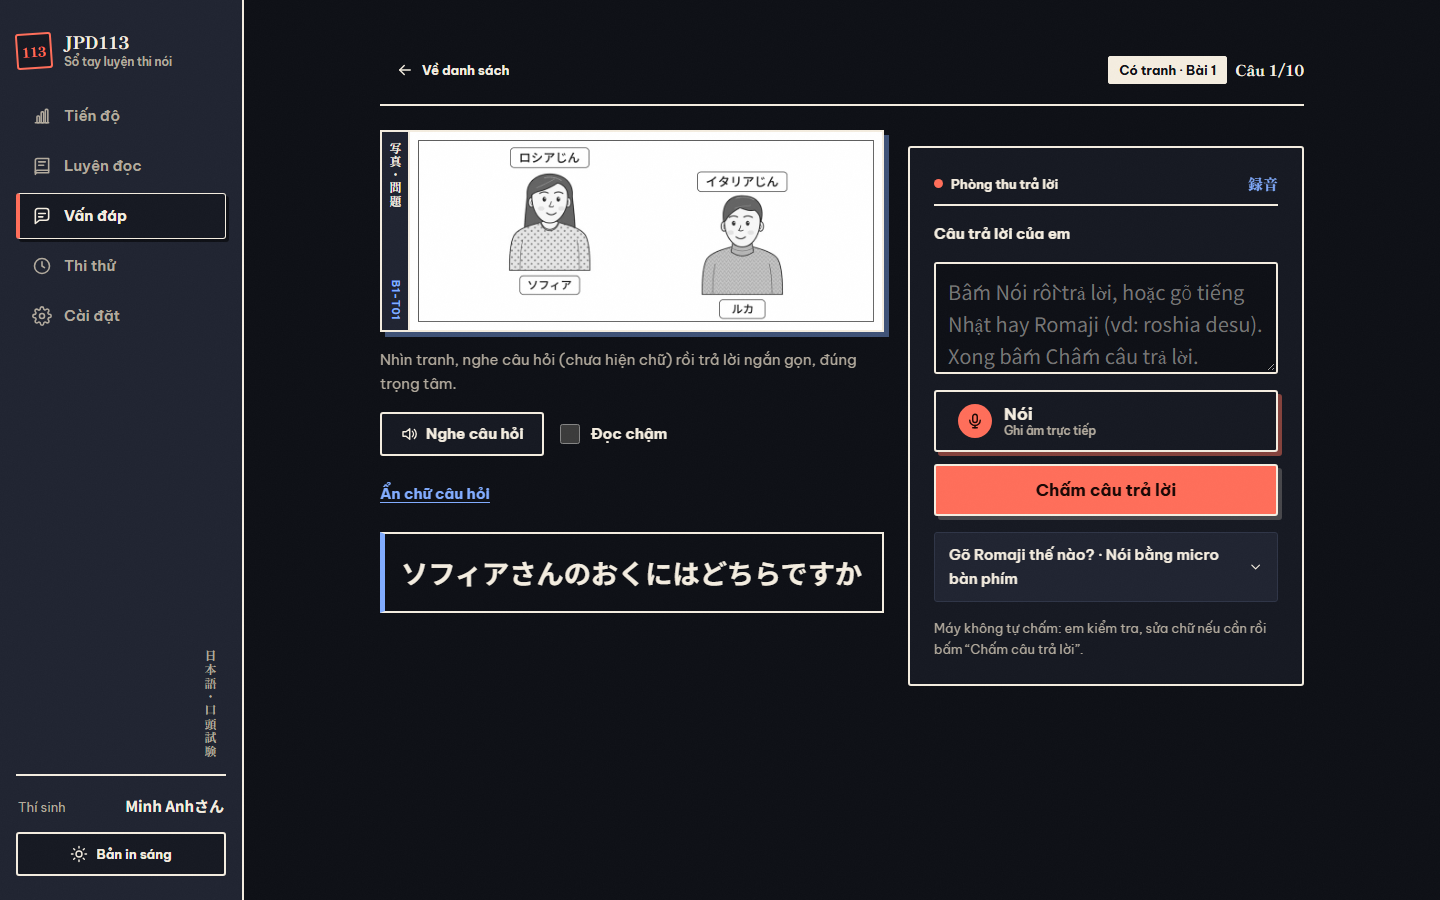 113
JPD113
Sổ tay luyện thi nói
Tiến độ
Luyện đọc
Vấn đáp
Thi thử
Cài đặt
日本語・口頭試験
Thí sinh
Minh Anhさん
Bản in sáng
Về danh sách
Có tranh · Bài 1
Câu 1/10
写真・問題
B1-T01
ロシアじん
ソフィア
イタリアじん
ルカ
Nhìn tranh, nghe câu hỏi (chưa hiện chữ) rồi trả lời ngắn gọn, đúng
trọng tâm.
Nghe câu hỏi
Đọc chậm
Ẩn chữ câu hỏi
ソフィアさんのおくにはどちらですか
Phòng thu trả lời
録音
Câu trả lời của em
Bấm Nói rồi trả lời, hoặc gõ tiếng
Nhật hay Romaji (vd: roshia desu).
Xong bấm Chấm câu trả lời.
Nói
Ghi âm trực tiếp
Chấm câu trả lời
Gõ Romaji thế nào? · Nói bằng micro
bàn phím
Máy không tự chấm: em kiểm tra, sửa chữ nếu cần rồi
bấm “Chấm câu trả lời”.